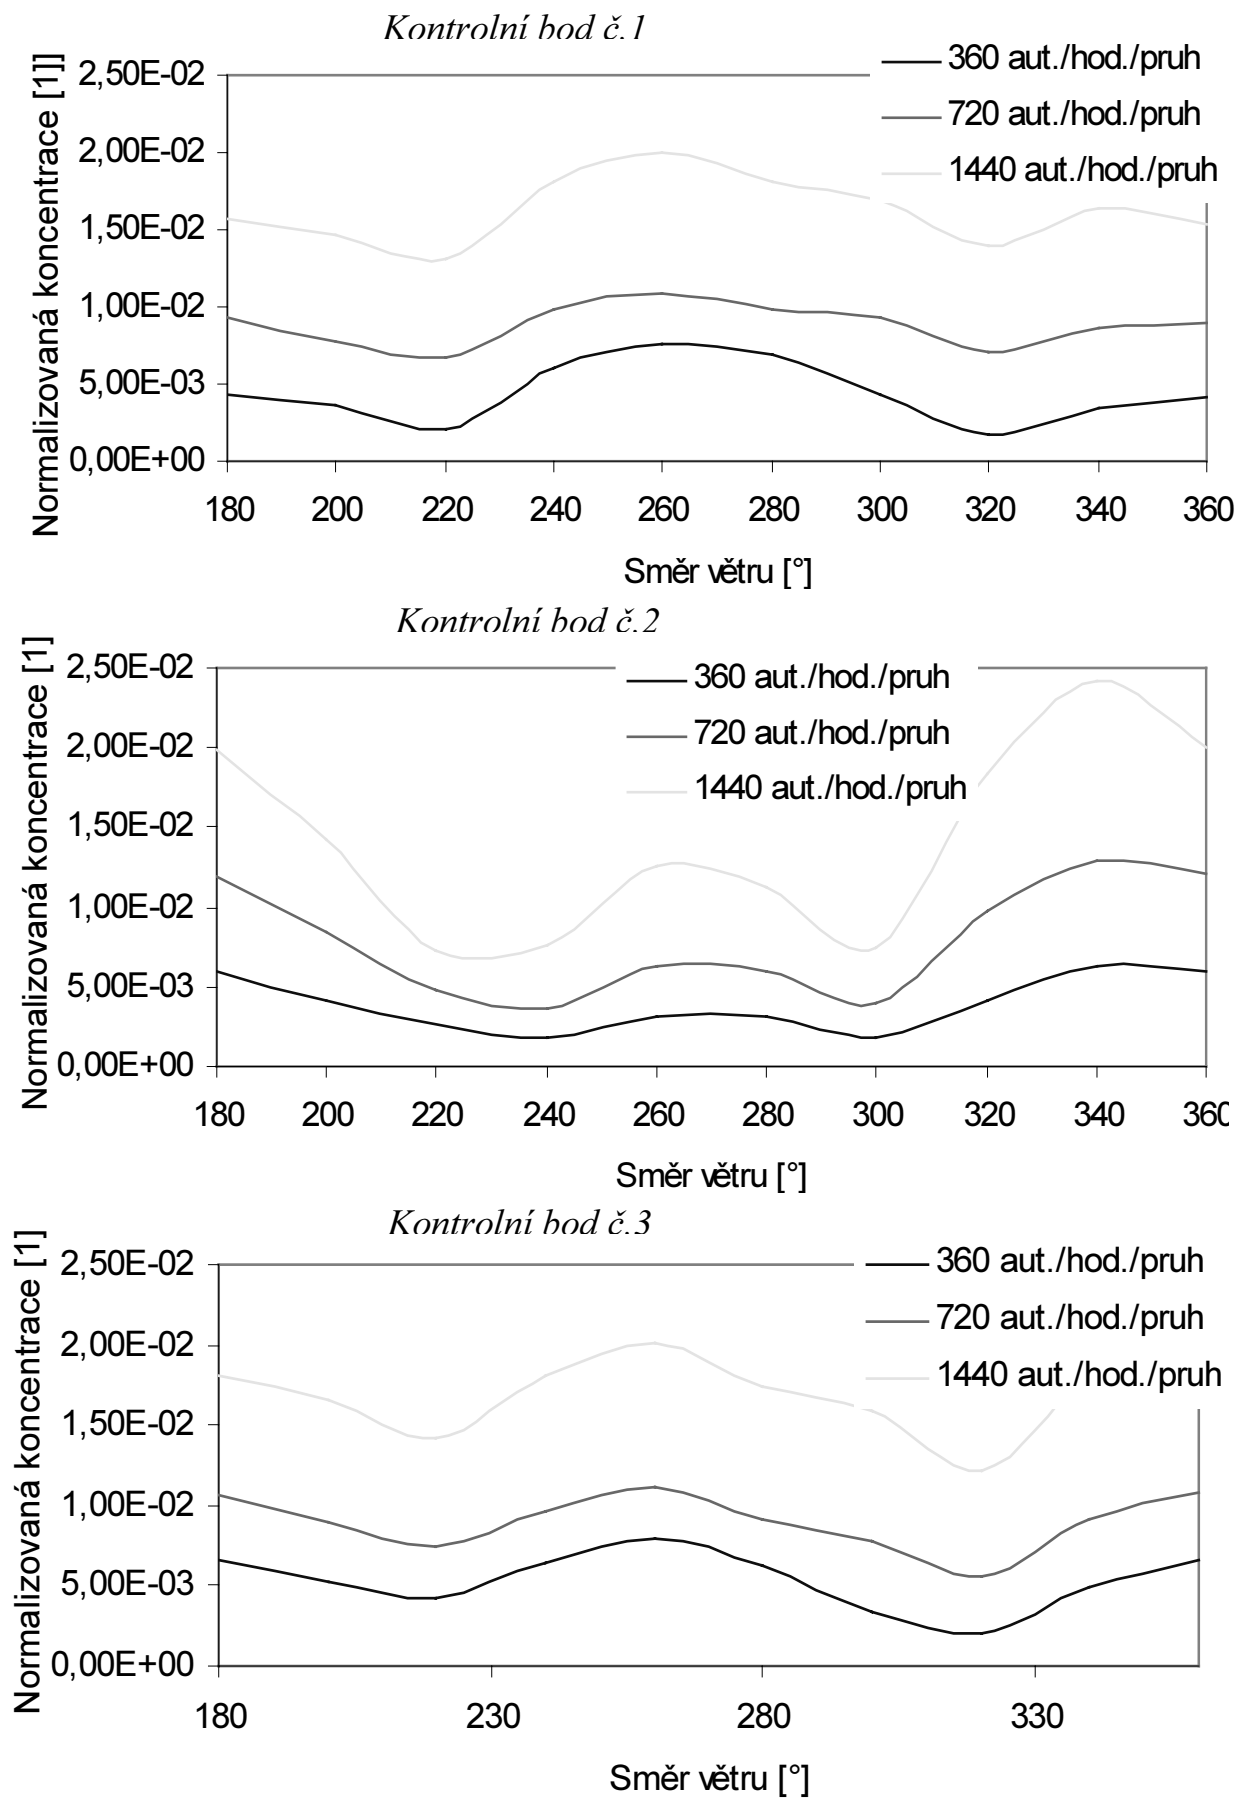 Kontrolní bod č.1
Normalizovaná koncentrace [1]]
2,50E-02
2,00E-02
1,50E-02
1,00E-02
5,00E-03
0,00E+00
360 aut./hod./pruh
720 aut./hod./pruh
1440 aut./hod./pruh
180 200 220 240 260 280 300 320 340 360
Směr větru [°]
Kontrolní bod č.2
Normalizovaná koncentrace [1]
2,50E-02
2,00E-02
1,50E-02
1,00E-02
5,00E-03
0,00E+00
360 aut./hod./pruh
720 aut./hod./pruh
1440 aut./hod./pruh
180 200 220 240 260 280 300 320 340 360
Směr větru [°]
Kontrolní bod č.3
Normalizovaná koncentrace [1]
2,50E-02
2,00E-02
1,50E-02
1,00E-02
5,00E-03
0,00E+00
360 aut./hod./pruh
720 aut./hod./pruh
1440 aut./hod./pruh
180 230 280 330
Směr větru [°]